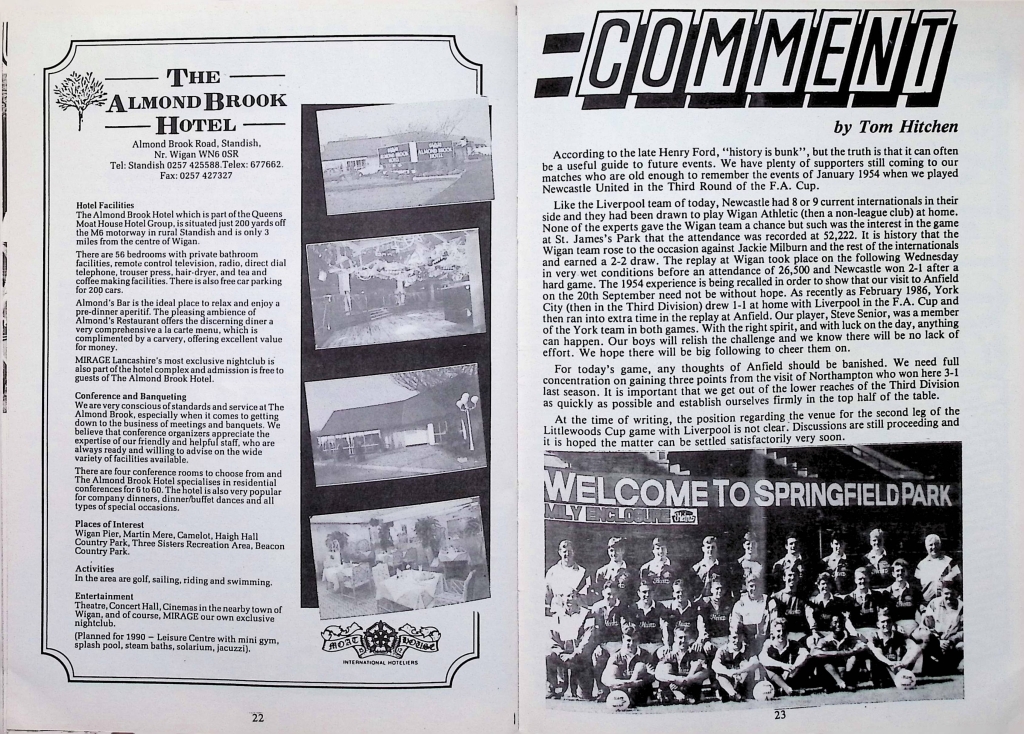 THE
ALMOND BROOK
HOTEL
Almond Brook Road, Standish,
Nr. Wigan WN6 0SR
Tel: Standish 0257 425588.Telex: 677662.
Fax: 0257 427327
Hotel Facilities
The Almond Brook Hotel which is part of the Queens
Moat House Hotel Group, is situated just 200 yards off
the M6 motorway in rural Standish and is only 3
miles from the centre of Wigan.
There are 56 bedrooms with private bathroom
facilities, remote control television, radio, direct dial
telephone, trouser press, hair-dryer, and tea and
coffee making facilities. There is also free car parking
for 200 cars.
Almond's Bar is the ideal place to relax and enjoy a
pre-dinner aperitif. The pleasing ambience of
Almond's Restaurant offers the discerning diner a
very comprehensive a la carte menu, which is
complimented by a carvery, offering excellent value
for money.
MIRAGE Lancashire's most exclusive nightclub is
also part of the hotel complex and admission is free to
guests of The Almond Brook Hotel.
Conference and Banqueting
We are very conscious of standards and service at The
Almond Brook, especially when it comes to getting
down to the business of meetings and banquets. We
believe that conference organizers appreciate the
expertise of our friendly and helpful staff, who are
always ready and willing to advise on the wide
variety of facilities available.
There are four conference rooms to choose from and
The Almond Brook Hotel specialises in residential
conferences for 6 to 60. The hotel is also very popular
for company dinners, dinner/buffet dances and all
types of special occasions.
Places of Interest
Wigan Pier, Martin Mere, Camelot, Haigh Hall
Country Park, Three Sisters Recreation Area, Beacon
Country Park.
Activities
In the area are golf, sailing, riding and swimming.
Entertainment
Theatre, Concert Hall, Cinemas in the nearby town of
Wigan, and of course, MIRAGE our own exclusive
nightclub.
(Planned for 1990 — Leisure Centre with mini gym,
splash pool, steam baths, solarium, jacuzzi).
ALMOND BROOK
HOTEL
MOAT HOUSE
INTERNATIONAL HOTELIERS
22
COMMENT
by Tom Hitchen
According to the late Henry Ford, "history is bunk", but the truth is that it can often
be a useful guide to future events. We have plenty of supporters still coming to our
matches who are old enough to remember the events of January 1954 when we played
Newcastle United in the Third Round of the F.A. Cup.
Like the Liverpool team of today, Newcastle had 8 or 9 current internationals in their
side and they had been drawn to play Wigan Athletic (then a non-league club) at home.
None of the experts gave the Wigan team a chance but such was the interest in the game
at St. James's Park that the attendance was recorded at 52,222. It is history that the
Wigan team rose to the occasion against Jackie Milburn and the rest of the internationals
and earned a 2-2 draw. The replay at Wigan took place on the following Wednesday
in very wet conditions before an attendance of 26,500 and Newcastle won 2-1 after a
hard game. The 1954 experience is being recalled in order to show that our visit to Anfield
on the 20th September need not be without hope. As recently as February 1986, York
City (then in the Third Division) drew 1-1 at home with Liverpool in the F.A. Cup and
then ran into extra time in the replay at Anfield. Our player, Steve Senior, was a member
of the York team in both games. With the right spirit, and with luck on the day, anything
can happen. Our boys will relish the challenge and we know there will be no lack of
effort. We hope there will be big following to cheer them on.
For today's game, any thoughts of Anfield should be banished. We need full
concentration on gaining three points from the visit of Northampton who won here 3-1
last season. It is important that we get out of the lower reaches of the Third Division
as quickly as possible and establish ourselves firmly in the top half of the table.
At the time of writing, the position regarding the venue for the second leg of the
Littlewoods Cup game with Liverpool is not clear. Discussions are still proceeding and
it is hoped the matter can be settled satisfactorily very soon.
WELCOME TO SPRINGFIELD PARK
MILY ENCLOSURE Heinz
23